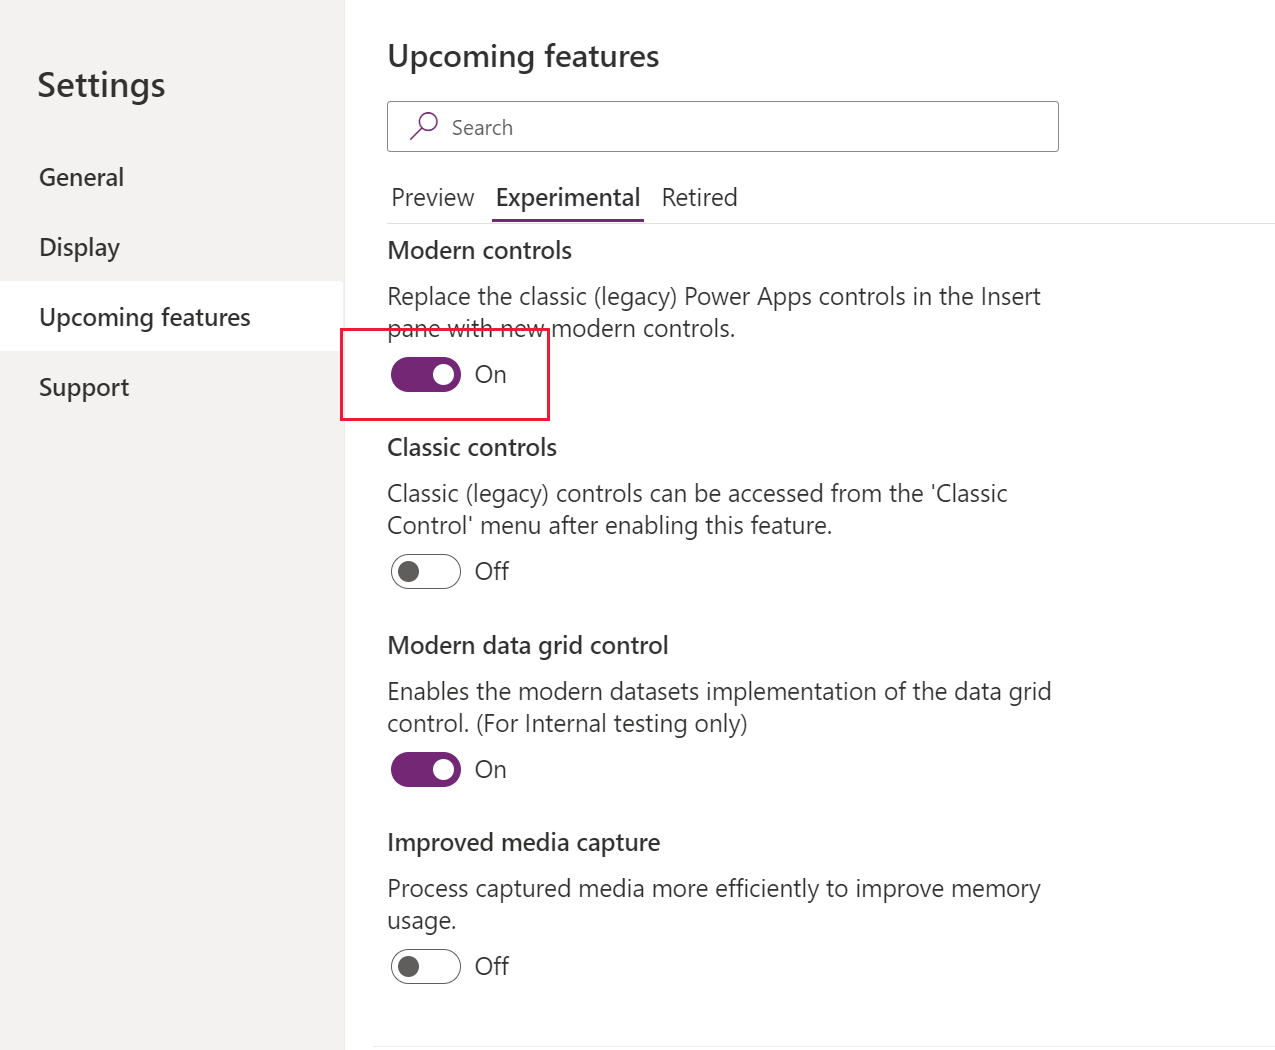 Settings
General
Display
Upcoming features
Support
Upcoming features
Search
Preview Experimental Retired
Modern controls
Replace the classic (legacy) Power Apps controls in the Insert
pane with new modern controls.
On
Classic controls
Classic (legacy) controls can be accessed from the 'Classic
Control' menu after enabling this feature.
Off
Modern data grid control
Enables the modern datasets implementation of the data grid
control. (For Internal testing only)
On
Improved media capture
Process captured media more efficiently to improve memory
usage.
Off